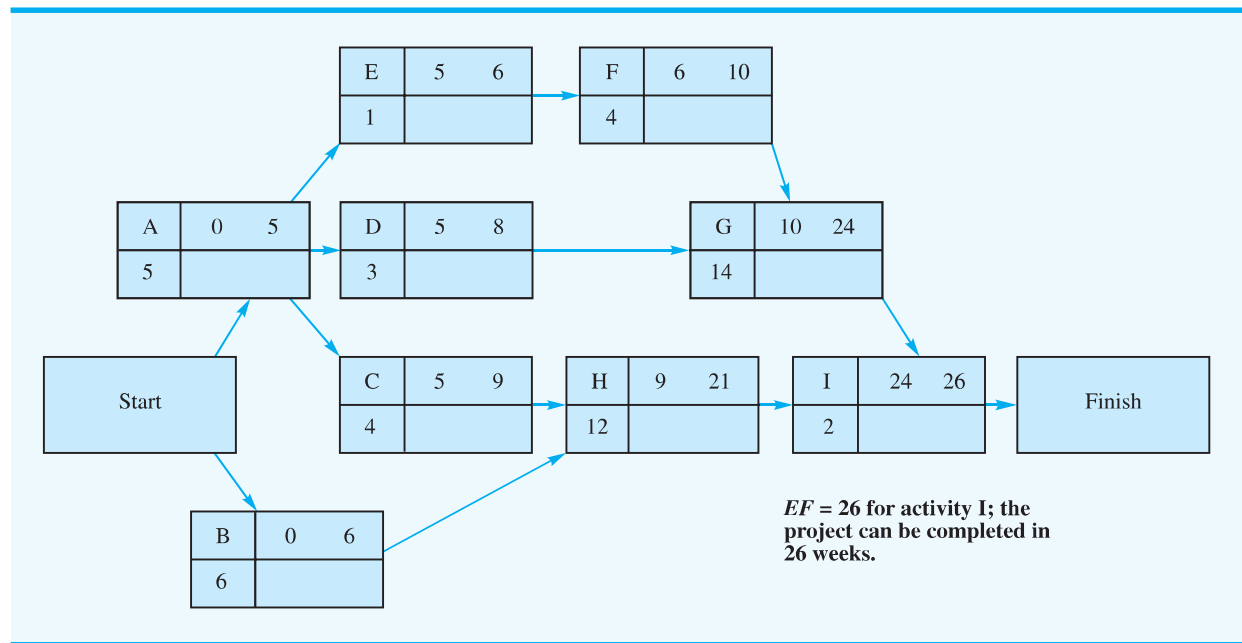 E 5 6
1
F 6 10
4
A 0 5
5
D 5 8
3
G 10 24
14
Start
C 5 9
4
H 9 21
12
I 24 26
2
Finish
B 0 6
6
EF = 26 for activity I; the
project can be completed in
26 weeks.